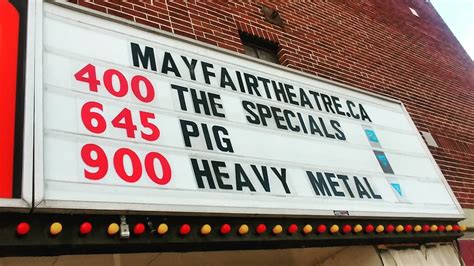 MAYFAIRTHEATRE.CA
400 THE SPECIALS
645 PIG
900 HEAVY METAL